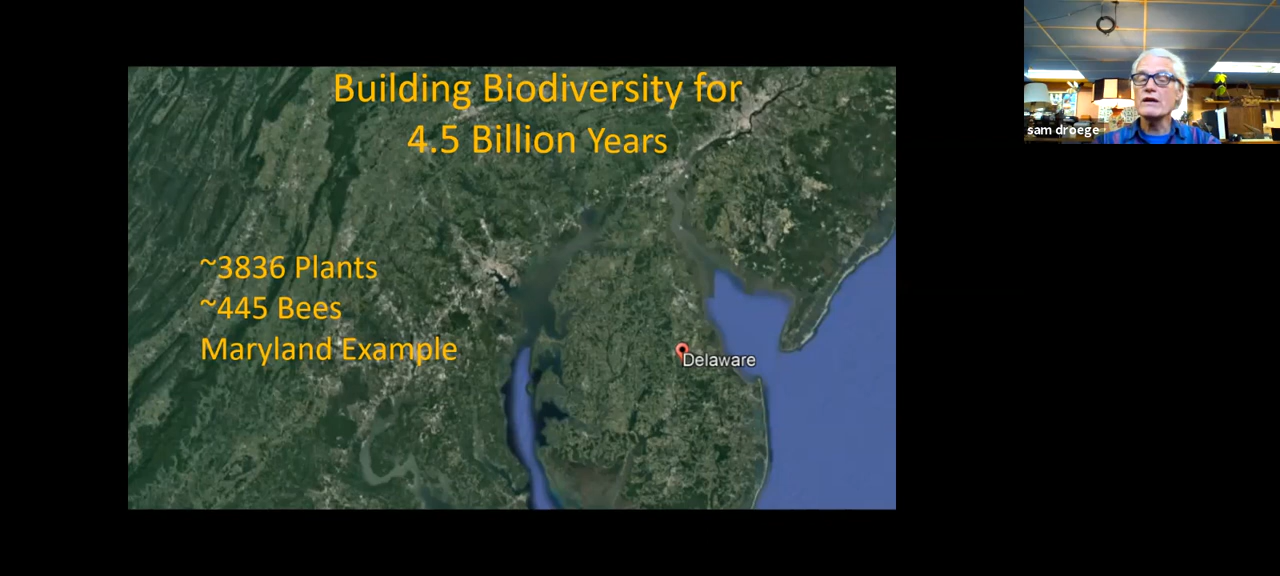 Building Biodiversity for
4.5 Billion Years
~3836 Plants
~445 Bees
Maryland Example
Delaware
sam droege